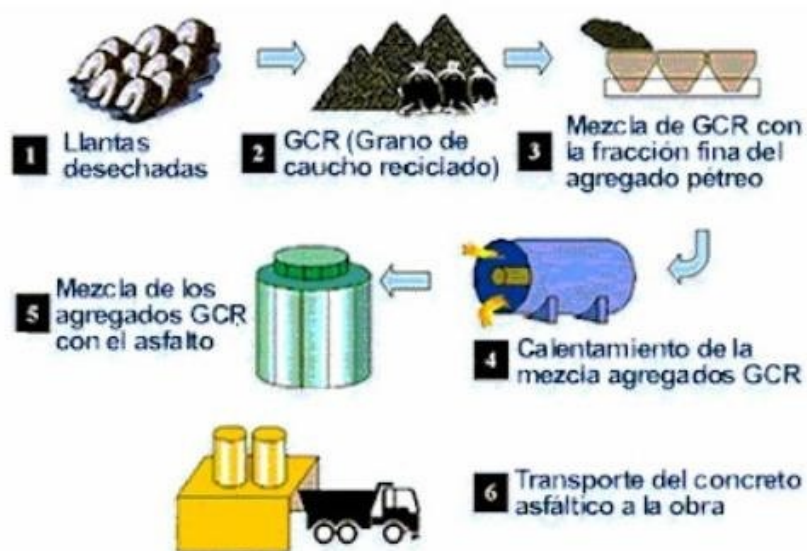 1 Llantas
desechadas
2 GCR (Grano de
caucho reciclado)
3 Mezcla de GCR con
la fracción fina del
agregado pétreo
4 Calentamiento de la
mezcla agregados GCR
5 Mezcla de los
agregados GCR
con el asfalto
6 Transporte del concreto
asfáltico a la obra